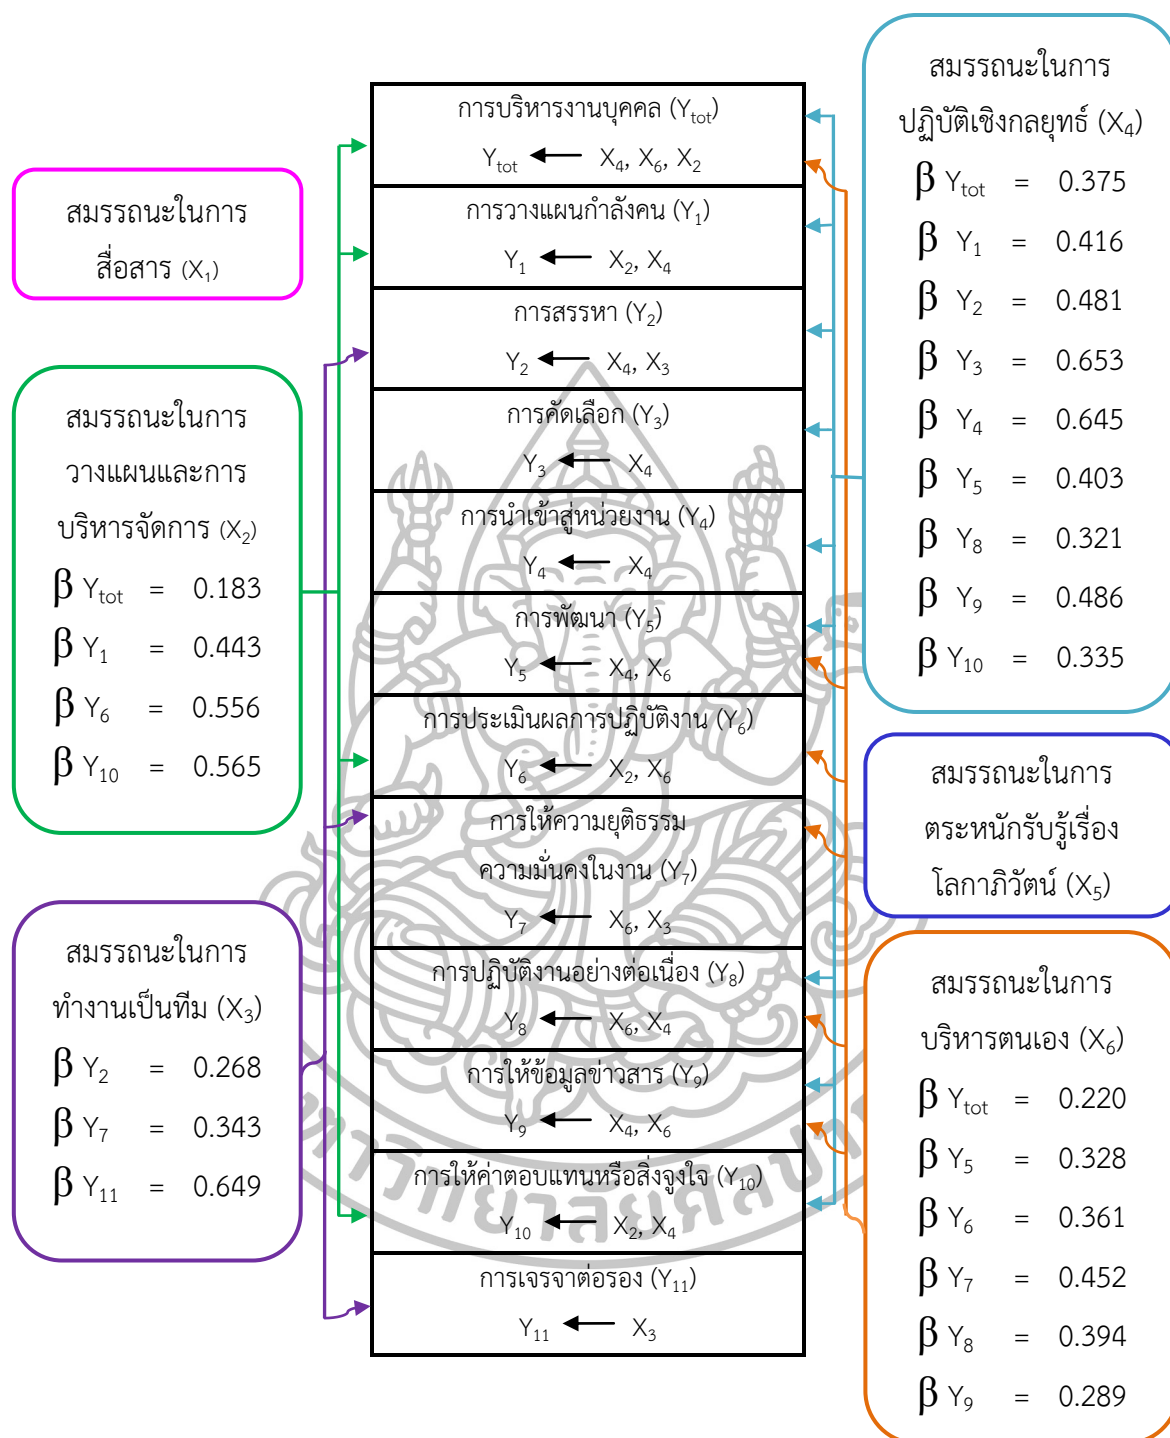 สมรรถนะในการ
สื่อสาร (X1)
สมรรถนะในการ
วางแผนและการ
บริหารจัดการ (X2)
β Ytot = 0.183
β Y1 = 0.443
β Y6 = 0.556
β Y10 = 0.565
สมรรถนะในการ
ทำงานเป็นทีม (X3)
β Y2 = 0.268
β Y7 = 0.343
β Y11 = 0.649
การบริหารงานบุคคล (Ytot)
Ytot ← X4, X6, X2
การวางแผนกำลังคน (Y1)
Y1 ← X2, X4
การสรรหา (Y2)
Y2 ← X4, X3
การคัดเลือก (Y3)
Y3 ← X4
การนำเข้าสู่หน่วยงาน (Y4)
Y4 ← X4
การพัฒนา (Y5)
Y5 ← X4, X6
การประเมินผลการปฏิบัติงาน (Y6)
Y6 ← X2, X6
การให้ความยุติธรรม
ความมั่นคงในงาน (Y7)
Y7 ← X6, X3
การปฏิบัติงานอย่างต่อเนื่อง (Y8)
Y8 ← X6, X4
การให้ข้อมูลข่าวสาร (Y9)
Y9 ← X4, X6
การให้ค่าตอบแทนหรือสิ่งจูงใจ (Y10)
Y10 ← X2, X4
การเจรจาต่อรอง (Y11)
Y11 ← X3
สมรรถนะในการ
ปฏิบัติเชิงกลยุทธ์ (X4)
β Ytot = 0.375
β Y1 = 0.416
β Y2 = 0.481
β Y3 = 0.653
β Y4 = 0.645
β Y5 = 0.403
β Y8 = 0.321
β Y9 = 0.486
β Y10 = 0.335
สมรรถนะในการ
ตระหนักรับรู้เรื่อง
โลกาภิวัตน์ (X5)
สมรรถนะในการ
บริหารตนเอง (X6)
β Ytot = 0.220
β Y5 = 0.328
β Y6 = 0.361
β Y7 = 0.452
β Y8 = 0.394
β Y9 = 0.289